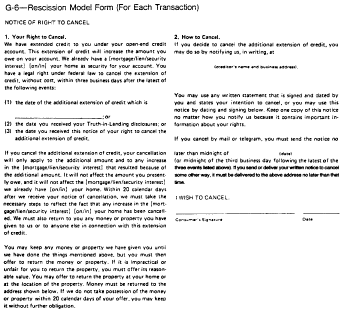 G-6—Rescission Model Form (For Each Transaction)
NOTICE OF RIGHT TO CANCEL
1. Your Right to Cancel.
We have extended credit to you under your open-end credit
account. This extension of credit will increase the amount you
owe on your account. We already have a [mortgage/lien/security
interest] [on/in] your home as security for your account. You
have a legal right under federal law to cancel the extension of
credit, without cost, within three business days after the latest of
the following events:
(1) the date of the additional extension of credit which is
; or
(2) the date you received your Truth-in-Lending disclosures; or
(3) the date you received this notice of your right to cancel the
additional extension of credit.
If you cancel the additional extension of credit, your cancellation
will only apply to the additional amount and to any increase
in the [mortgage/lien/security interest] that resulted because of
the additional amount. It will not affect the amount you present-
ly owe, and it will not affect the [mortgage/lien/security interest]
we already have [on/in] your home. Within 20 calendar days
after we receive your notice of cancellation, we must take the
necessary steps to reflect the fact that any increase in the [mort-
gage/lien/security interest] [on/in] your home has been cancell-
ed. We must also return to you any money or property you have
given to us or to anyone else in connection with this extension
of credit.
You may keep any money or property we have given you until
we have done the things mentioned above, but you must then
offer to return the money or property. If it is impractical or
unfair for you to return the property, you must offer its reason-
able value. You may offer to return the property at your home or
at the location of the property. Money must be returned to the
address shown below. If we do not take possession of the money
or property within 20 calendar days of your offer, you may keep
it without further obligation.
2. How to Cancel.
If you decide to cancel the additional extension of credit, you
may do so by notifying us, in writing, at
(creditor's name and business address).
You may use any written statement that is signed and dated by
you and states your intention to cancel, or you may use this
notice by dating and signing below. Keep one copy of this notice
no matter how you notify us because it contains important in-
formation about your rights.
If you cancel by mail or telegram, you must send the notice no
later than midnight of (date)
(or midnight of the third business day following the latest of the
three events listed above). If you send or deliver your written notice to cancel
some other way, it must be delivered to the above address no later than that
time.
I WISH TO CANCEL.
Consumer's Signature Date